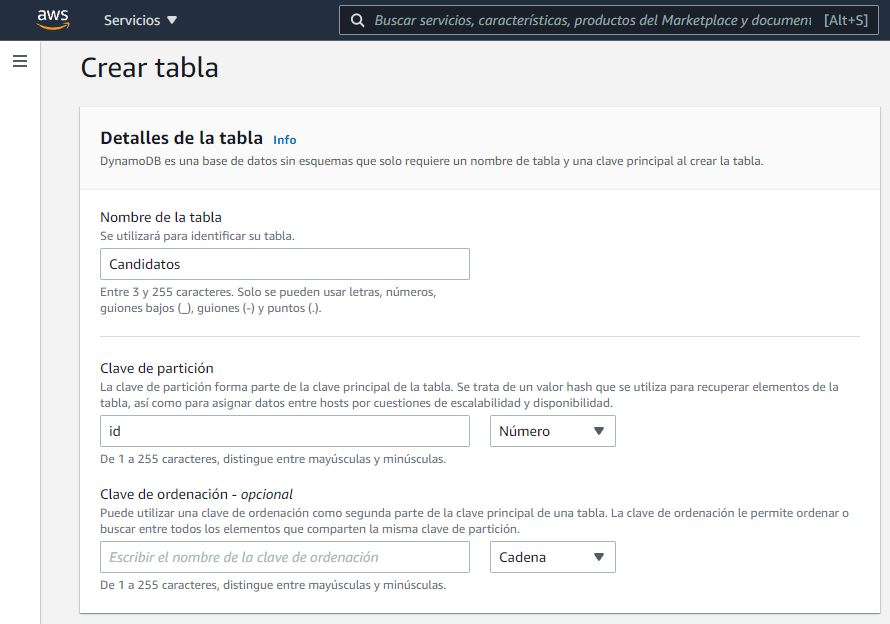 aws
Servicios ▼
Buscar servicios, características, productos del Marketplace y document [Alt+S]
Crear tabla
Detalles de la tabla Info
DynamoDB es una base de datos sin esquemas que solo requiere un nombre de tabla y una clave principal al crear la tabla.
Nombre de la tabla
Se utilizará para identificar su tabla.
Candidatos
Entre 3 y 255 caracteres. Solo se pueden usar letras, números,
guiones bajos (_), guiones (-) y puntos (.).
Clave de partición
La clave de partición forma parte de la clave principal de la tabla. Se trata de un valor hash que se utiliza para recuperar elementos de la
tabla, así como para asignar datos entre hosts por cuestiones de escalabilidad y disponibilidad.
id
Número
De 1 a 255 caracteres, distingue entre mayúsculas y minúsculas.
Clave de ordenación - opcional
Puede utilizar una clave de ordenación como segunda parte de la clave principal de una tabla. La clave de ordenación le permite ordenar o
buscar entre todos los elementos que comparten la misma clave de partición.
Escribir el nombre de la clave de ordenación
Cadena
De 1 a 255 caracteres, distingue entre mayúsculas y minúsculas.